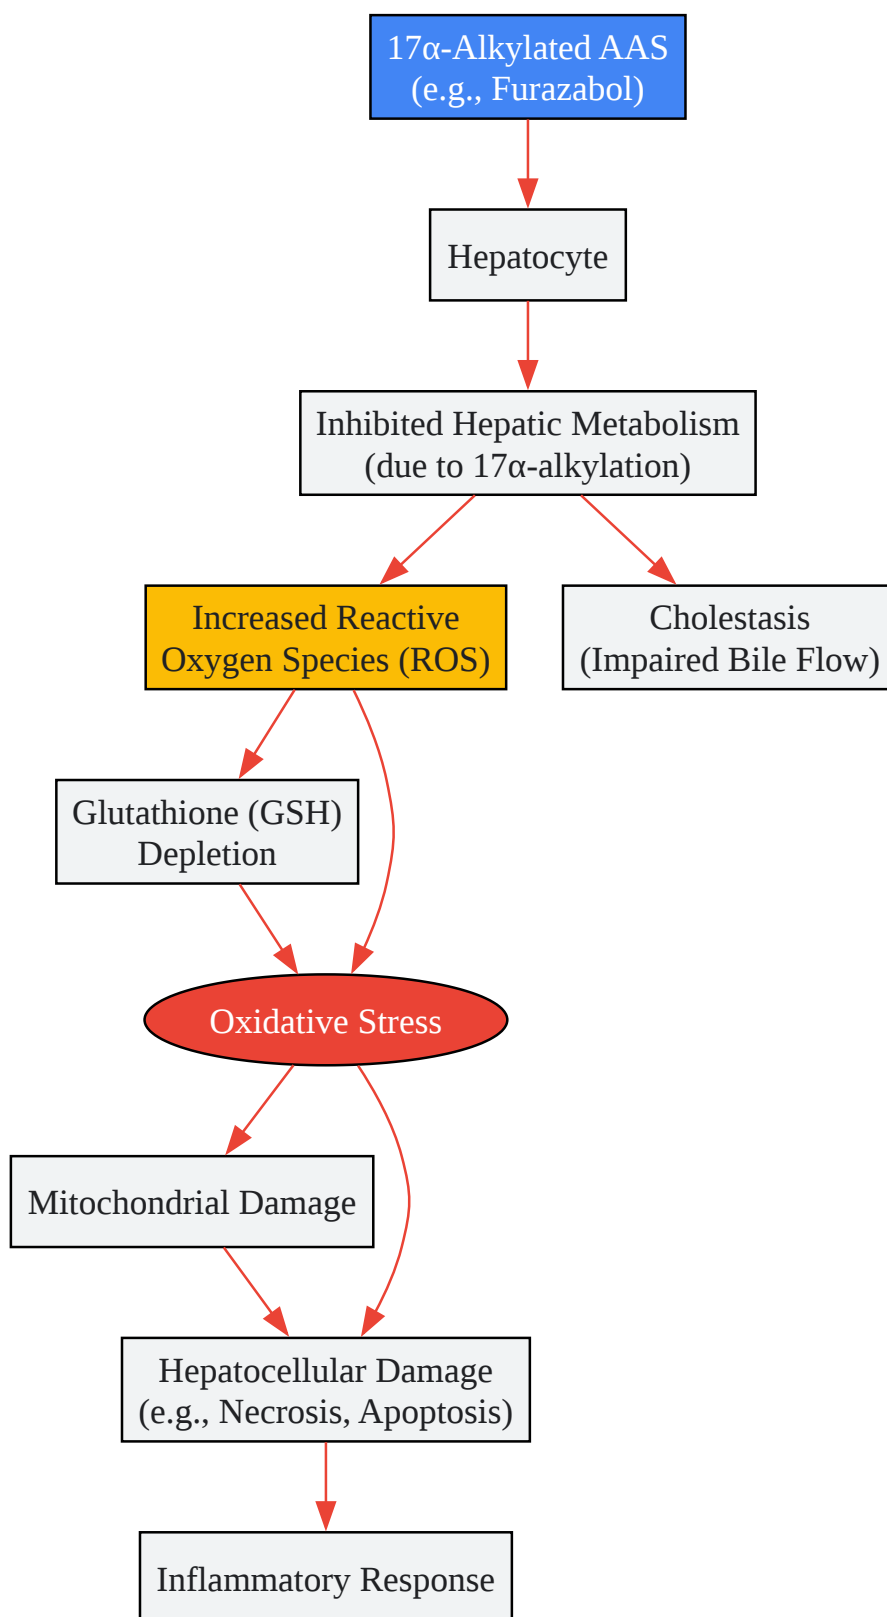 17α-Alkylated AAS
(e.g., Furazabol)
Hepatocyte
Inhibited Hepatic Metabolism
(due to 17α-alkylation)
Increased Reactive
Oxygen Species (ROS)
Cholestasis
(Impaired Bile Flow)
Glutathione (GSH)
Depletion
Oxidative Stress
Mitochondrial Damage
Hepatocellular Damage
(e.g., Necrosis, Apoptosis)
Inflammatory Response